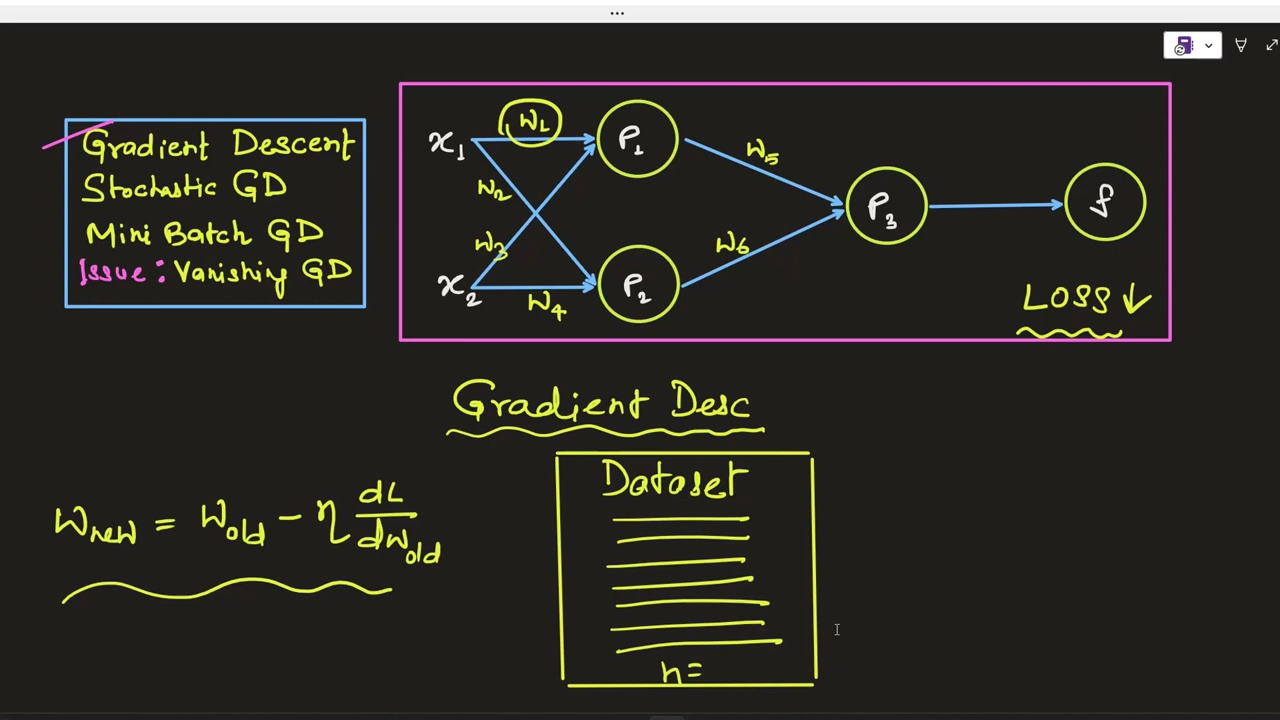 Gradient Descent
Stochastic GD
Mini Batch GD
Issue: Vanishing GD
x1 w1 P1
w2
w3
x2 w4 P2
w5
w6
P3
f
LOSS ↓
Gradient Desc
Wnew = Wold - η dL/dWold
Dataset
n=